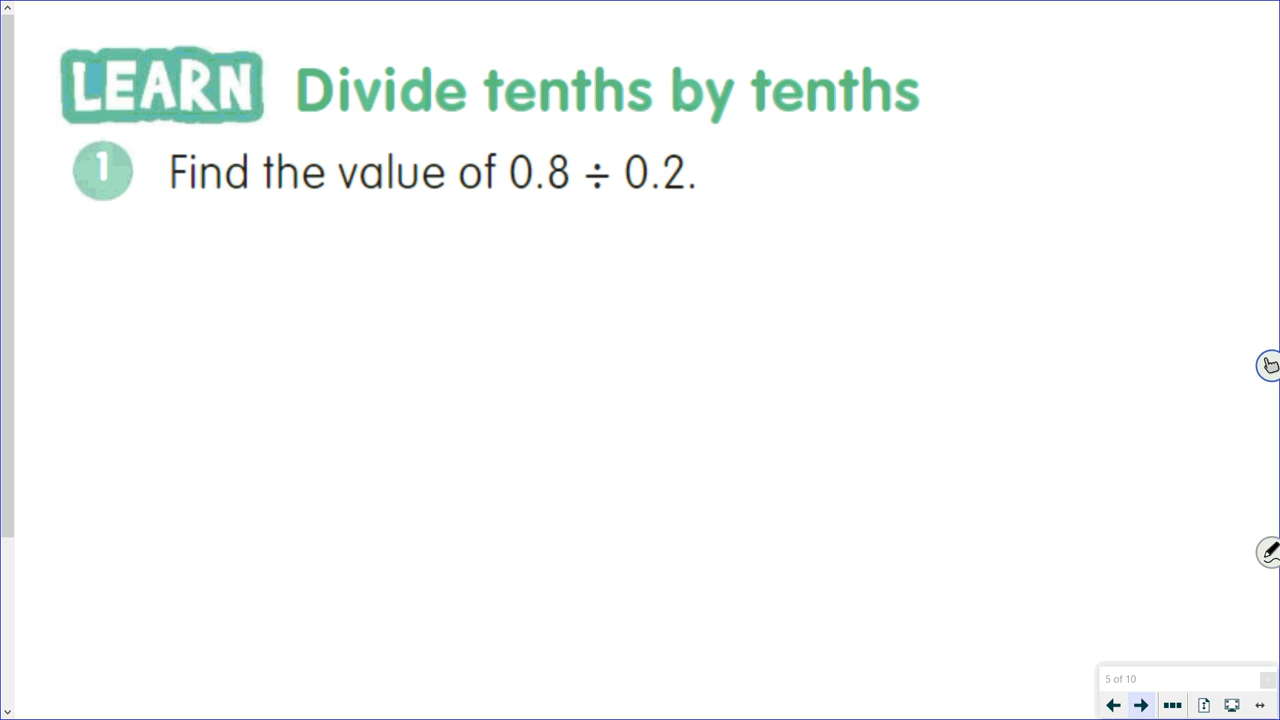 LEARN Divide tenths by tenths
1 Find the value of 0.8 ÷ 0.2.
5 of 10